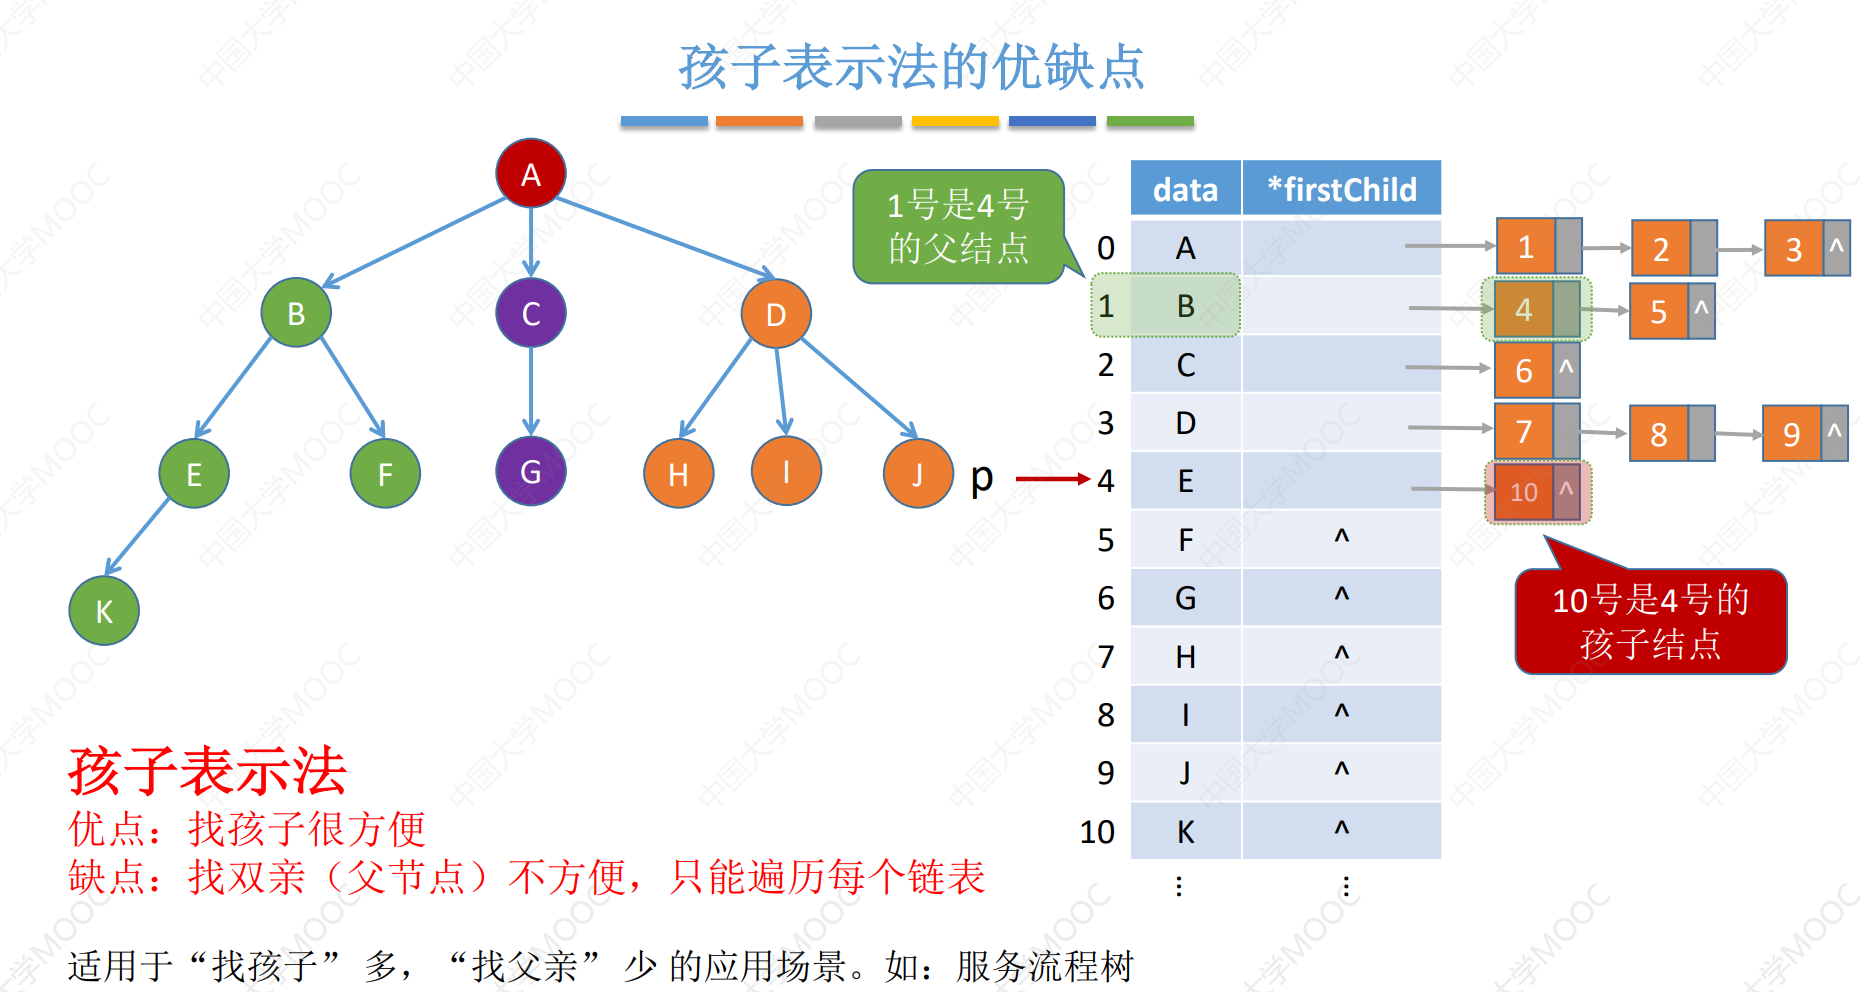 孩子表示法的优缺点
A
B
C
D
E
F
G
H
I
J
K
p
1号是4号
的父结点
data *firstChild
0 A 1 2 3 ^
1 B 4 5 ^
2 C 6 ^
3 D 7 8 9 ^
4 E 10 ^
5 F ^
6 G ^
7 H ^
8 I ^
9 J ^
10 K ^
⋮ ⋮
10号是4号的
孩子结点
孩子表示法
优点：找孩子很方便
缺点：找双亲（父节点）不方便，只能遍历每个链表
适用于“找孩子”多，“找父亲”少 的应用场景。如：服务流程树
中国大学MOOC